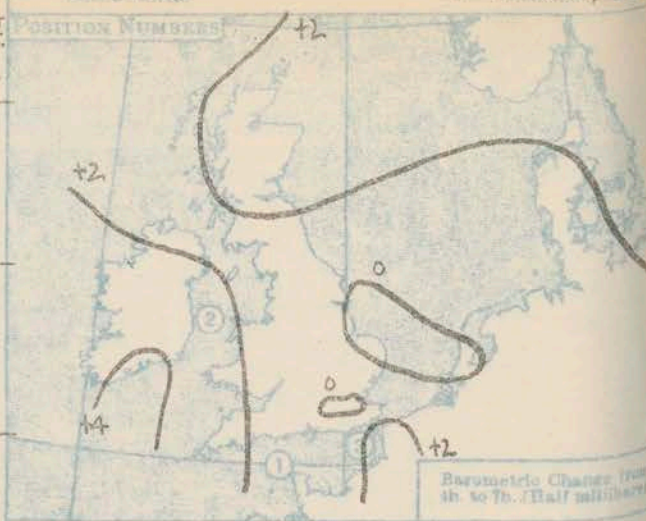 POSITION NUMBERS
+2
+2
0
2
0
+4
+2
1
Barometric Change from
4h. to 7h. (Half millibars